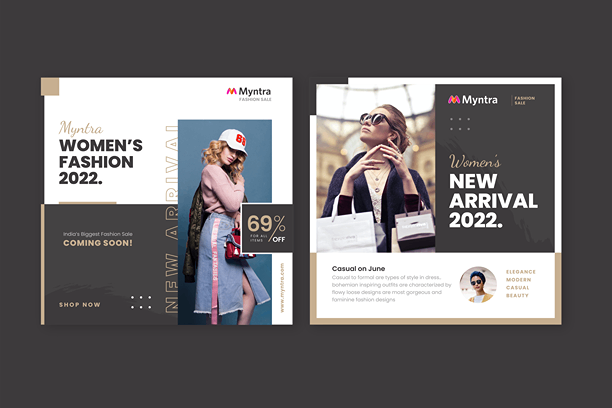 Myntra
FASHION SALE
Myntra
WOMEN'S
FASHION
2022.
NEW ARRIVAL
India's Biggest Fashion Sale
COMING SOON!
SHOP NOW
69%
FOR ALL
ITEMS
OFF
www.myntra.com
Myntra
FASHION
SALE
Women's
NEW
ARRIVAL
2022.
Casual on June
Casual to formal are types of style in dress,
bohemian inspiring outfits are characterized by
flowy loose designs are most gorgeous and
feminine fashion designs
ELEGANCE
MODERN
CASUAL
BEAUTY